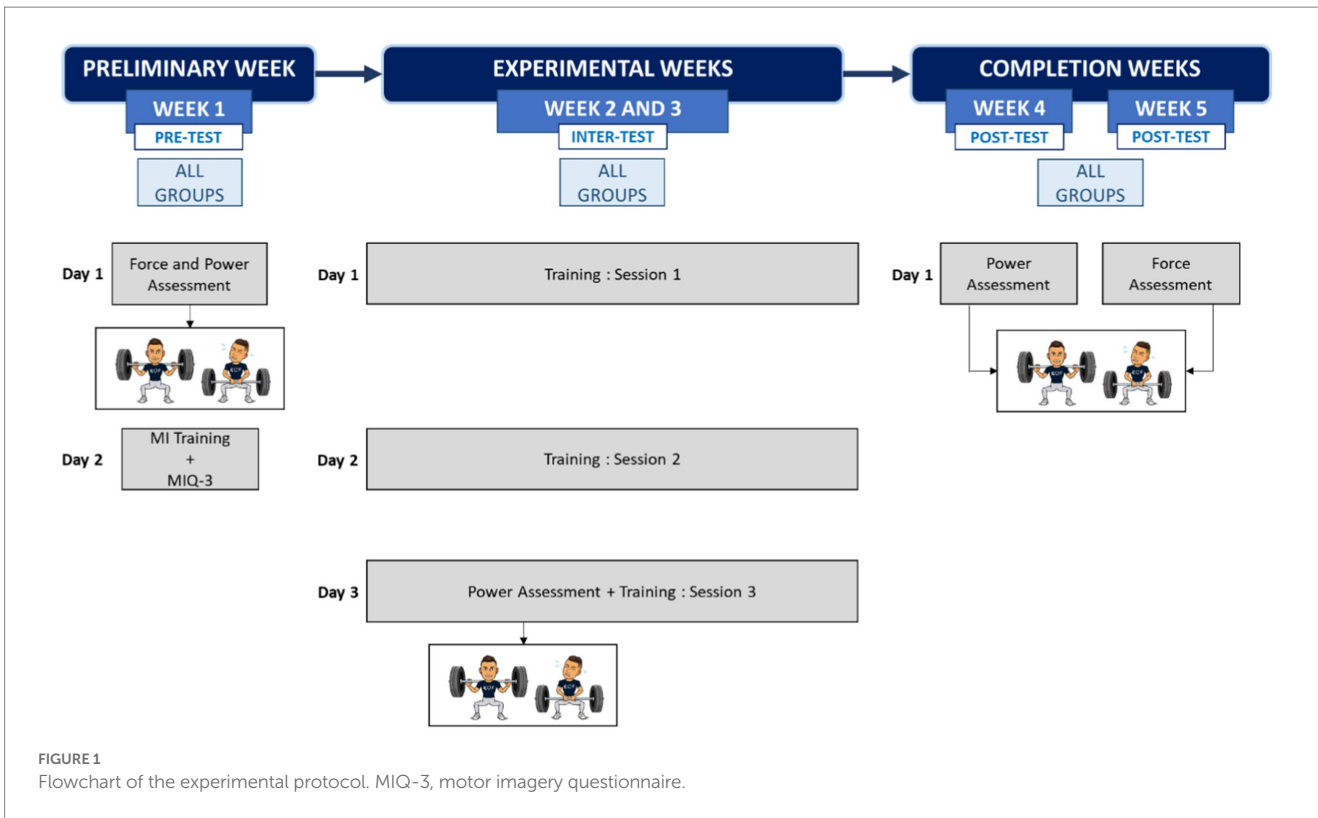 PRELIMINARY WEEK
EXPERIMENTAL WEEKS
COMPLETION WEEKS
WEEK 1
WEEK 2 AND 3
WEEK 4
WEEK 5
PRE-TEST
INTER-TEST
POST-TEST
POST-TEST
ALL
GROUPS
ALL
GROUPS
ALL
GROUPS
Day 1
Force and Power
Assessment
Day 1
Training : Session 1
Day 1
Power
Assessment
Force
Assessment
Day 2
MI Training
+
MIQ-3
Day 2
Training : Session 2
Day 3
Power Assessment + Training : Session 3
FIGURE 1
Flowchart of the experimental protocol. MIQ-3, motor imagery questionnaire.